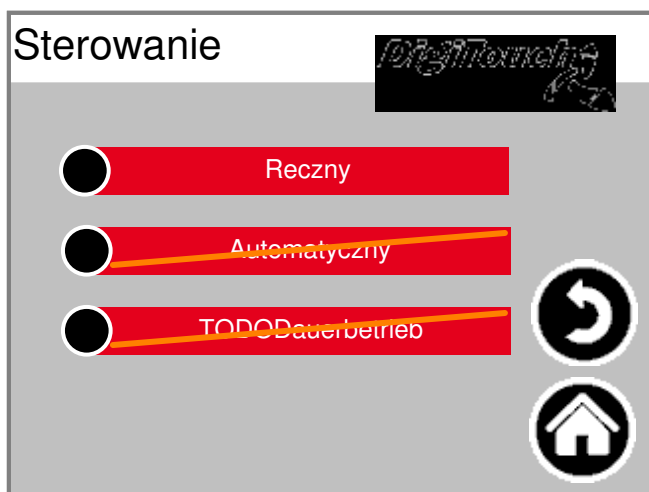 Sterowanie
DigiTouch
Reczny
Automatyczny
TODODauerbetrieb